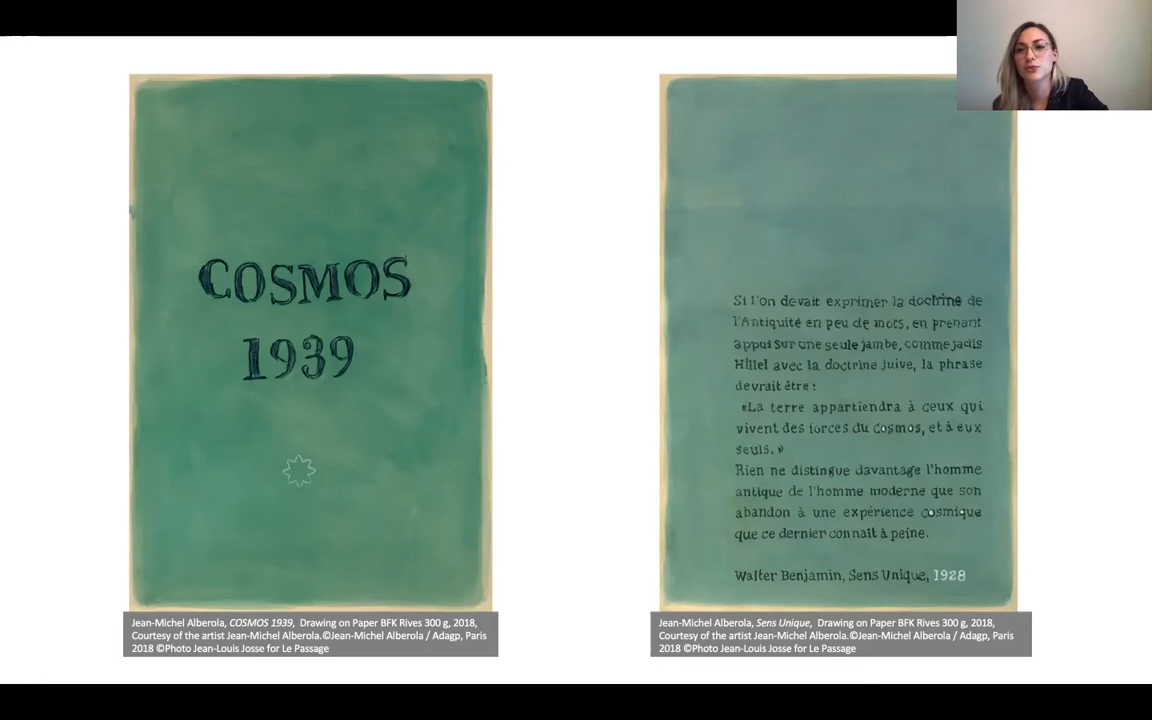 COSMOS
1939
Jean-Michel Alberola, COSMOS 1939, Drawing on Paper BFK Rives 300 g, 2018,
Courtesy of the artist Jean-Michel Alberola.©Jean-Michel Alberola / Adagp, Paris
2018 ©Photo Jean-Louis Josse for Le Passage
Si l'on devait exprimer la doctrine de
l'Antiquité en peu de mots, en prenant
appui sur une seule jambe, comme jadis
Hillel avec la doctrine juive, la phrase
devrait être :
«La terre appartiendra à ceux qui
vivent des forces du cosmos, et à eux
seuls.»
Rien ne distingue davantage l'homme
antique de l'homme moderne que son
abandon à une expérience cosmique
que ce dernier connaît à peine.
Walter Benjamin, Sens Unique, 1928
Jean-Michel Alberola, Sens Unique, Drawing on Paper BFK Rives 300 g, 2018,
Courtesy of the artist Jean-Michel Alberola.©Jean-Michel Alberola / Adagp, Paris
2018 ©Photo Jean-Louis Josse for Le Passage